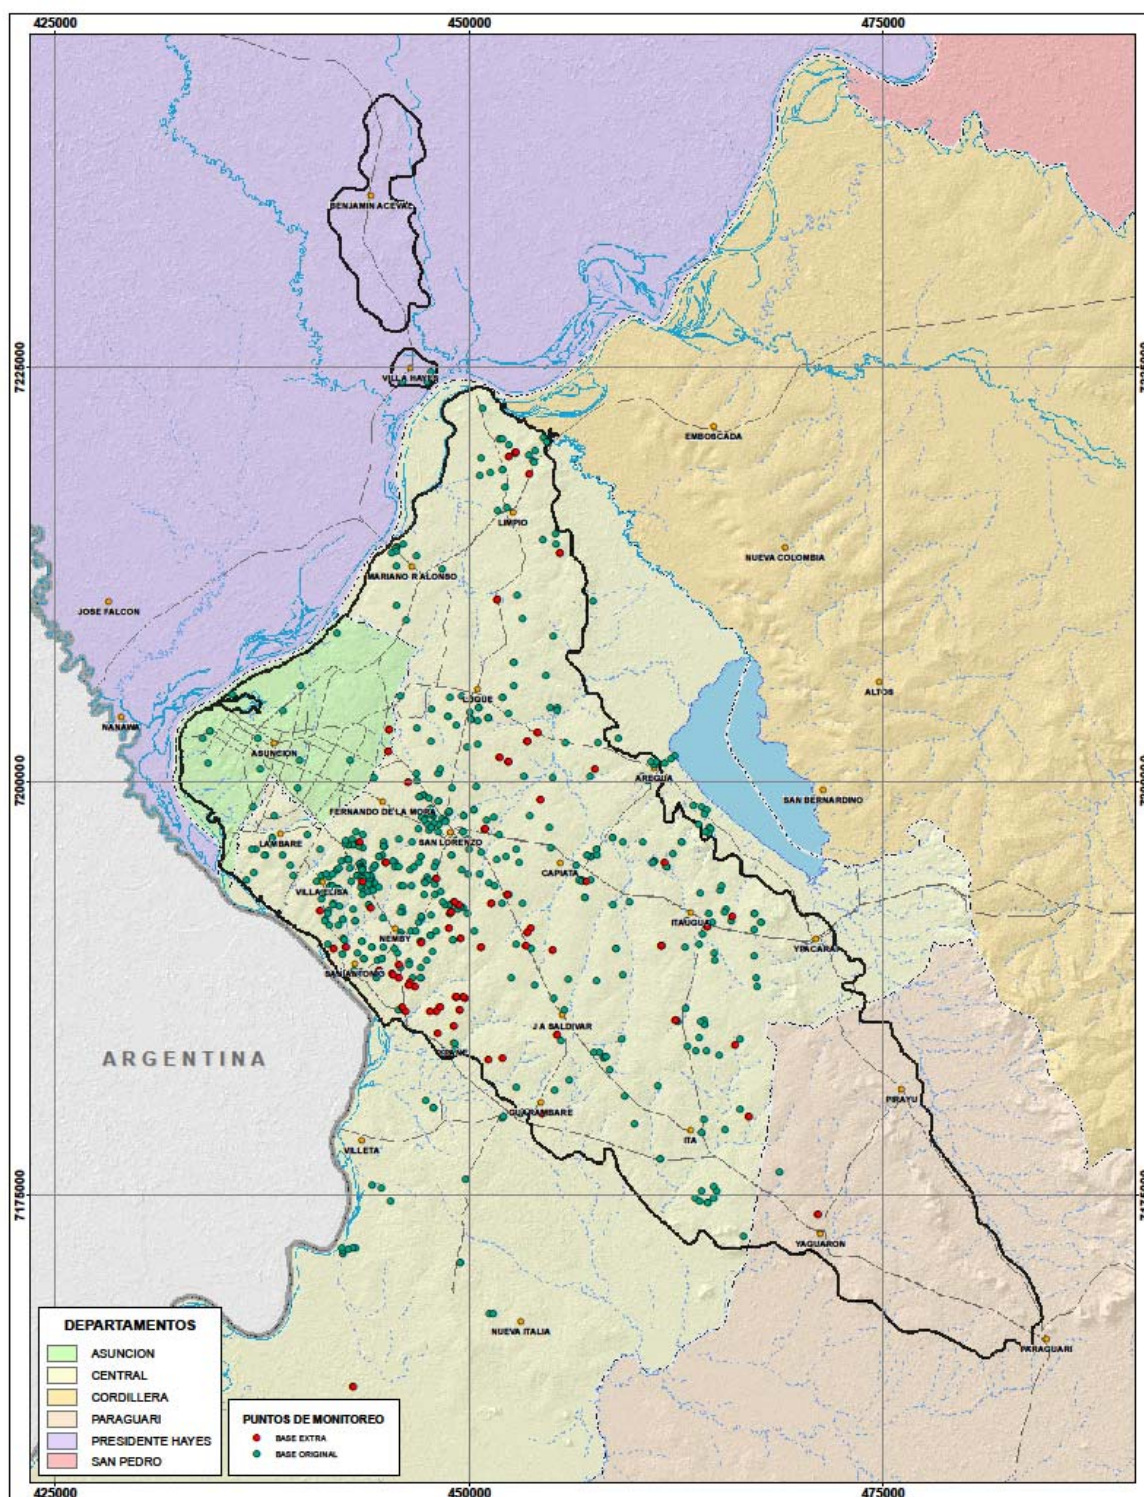 425000 450000 475000
BENJAMIN ACEVAL
7225000
VILLA HAYES
7225000
EMBOSCADA
LIMPIO
NUEVA COLOMBIA
MARIANO R ALONSO
JOSE FALCON
ALTOS
LUQUE
NANAWA
ASUNCION
AREGUA
7200000
7200000
SAN BERNARDINO
FERNANDO DE LA MORA
LAMBARE
SAN LORENZO
CAPIATA
VILLA ELISA
ITAUGUA
NEMBY
YPACARAI
SAN ANTONIO
J A SALDIVAR
ARGENTINA
PIRAYU
GUARAMBARE
ITA
VILLETA
7175000
7175000
YAGUARON
NUEVA ITALIA
PARAGUARI
DEPARTAMENTOS
ASUNCION
CENTRAL
CORDILLERA
PARAGUARI
PRESIDENTE HAYES
SAN PEDRO
PUNTOS DE MONITOREO
BASE EXTRA
BASE ORIGINAL
425000 450000 475000